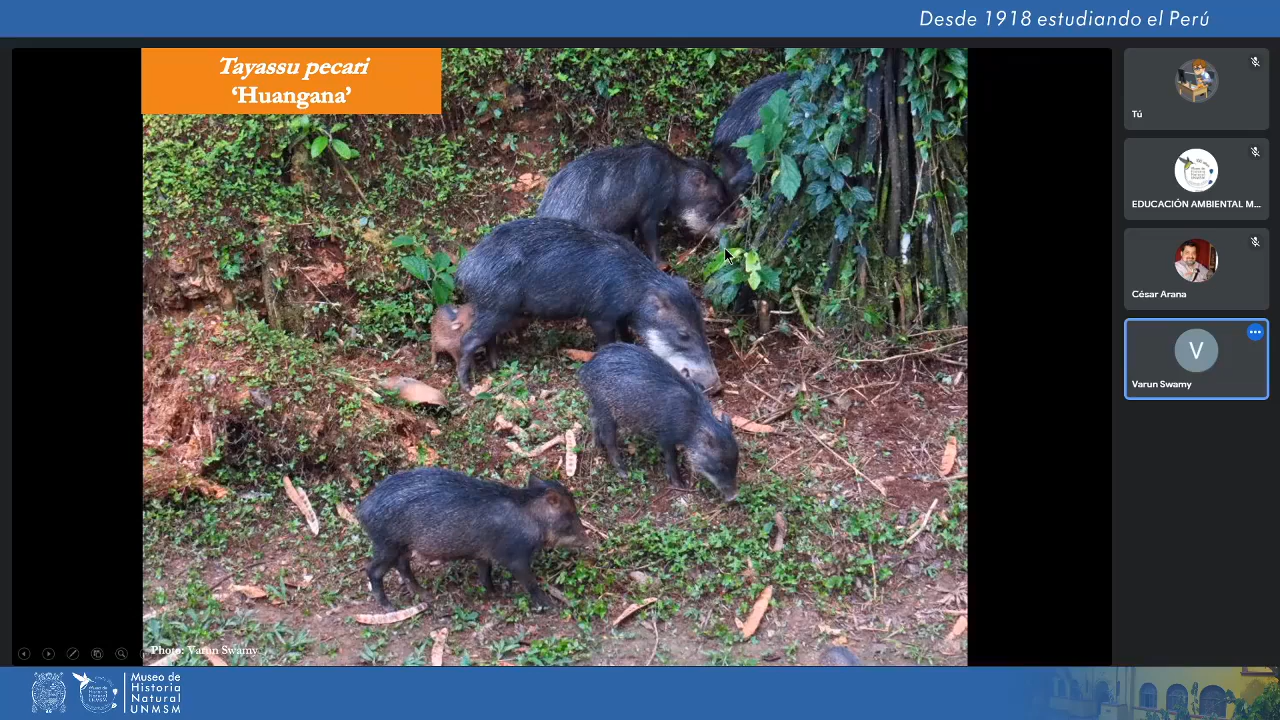 Desde 1918 estudiando el Perú
Tayassu pecari
‘Huangana’
Tú
EDUCACIÓN AMBIENTAL M...
César Arana
V
Varun Swamy
Photo: Varun Swamy
Museo de
Historia
Natural
UNMSM